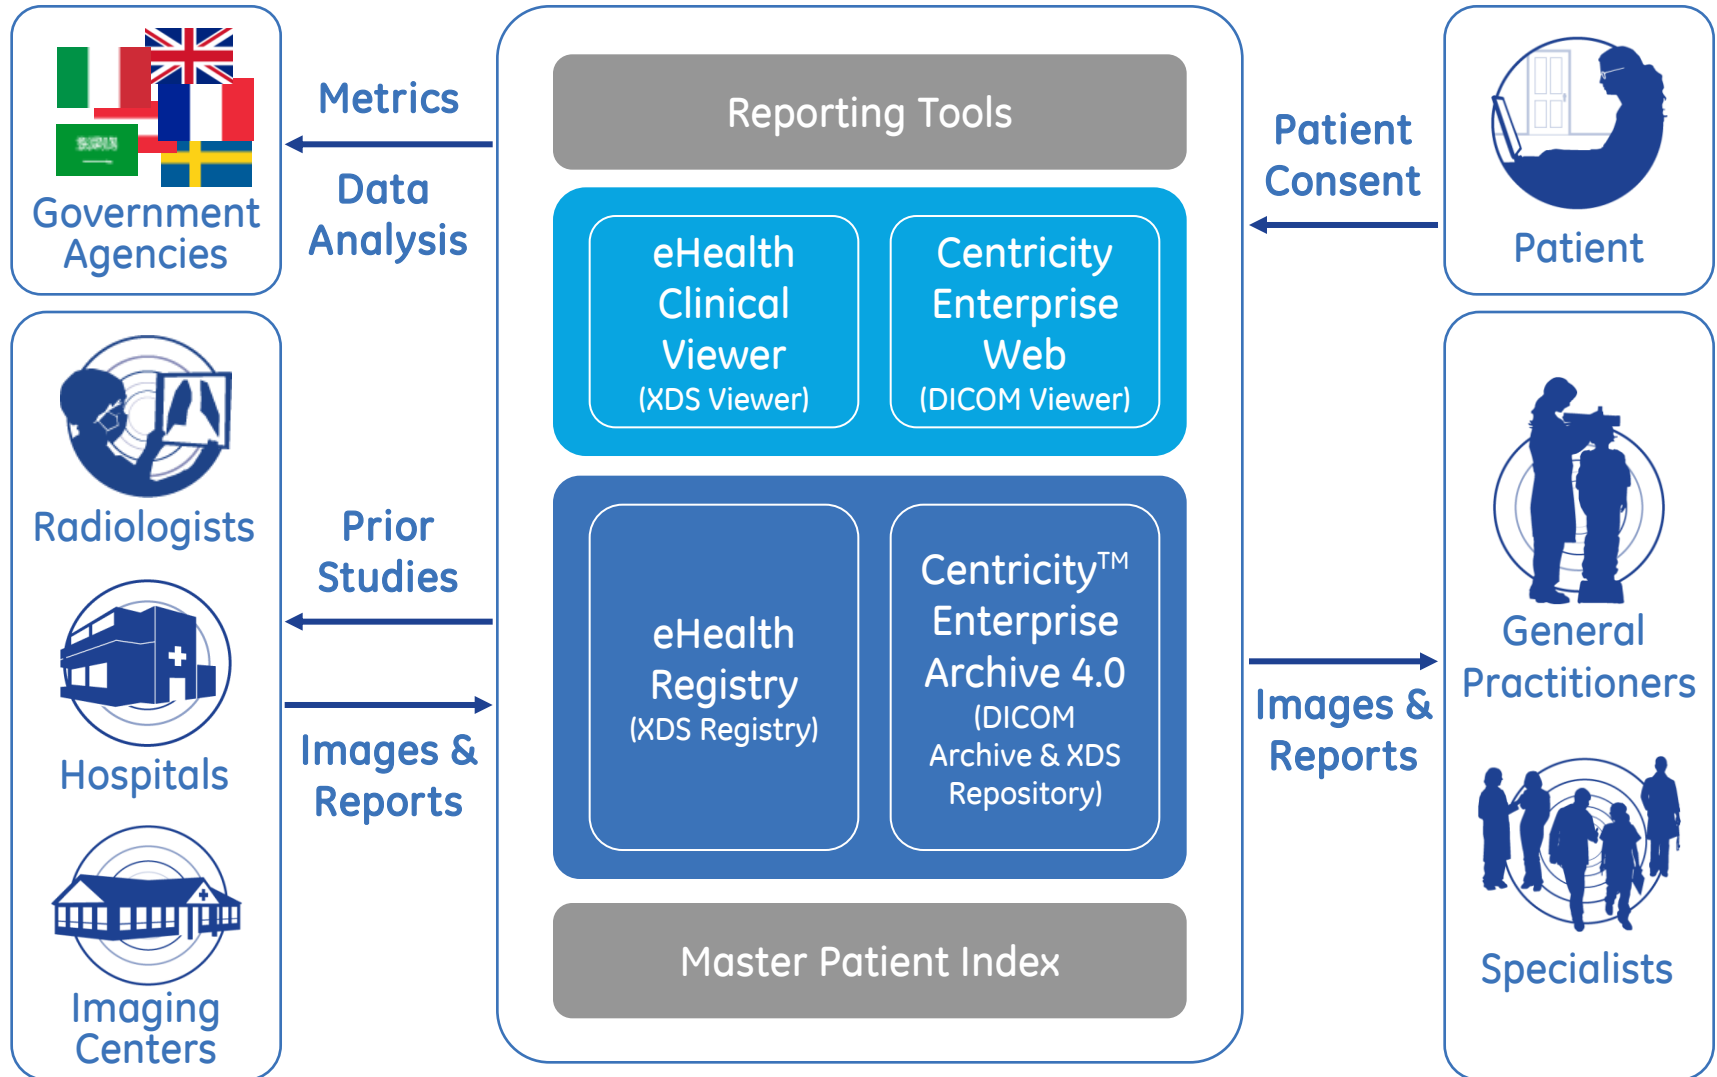 Government
Agencies
Metrics
Data
Analysis
Radiologists
Hospitals
Imaging
Centers
Prior
Studies
Images &
Reports
Reporting Tools
eHealth
Clinical
Viewer
(XDS Viewer)
Centricity
Enterprise
Web
(DICOM Viewer)
eHealth
Registry
(XDS Registry)
Centricity™
Enterprise
Archive 4.0
(DICOM
Archive & XDS
Repository)
Master Patient Index
Patient
Consent
Patient
Images &
Reports
General
Practitioners
Specialists